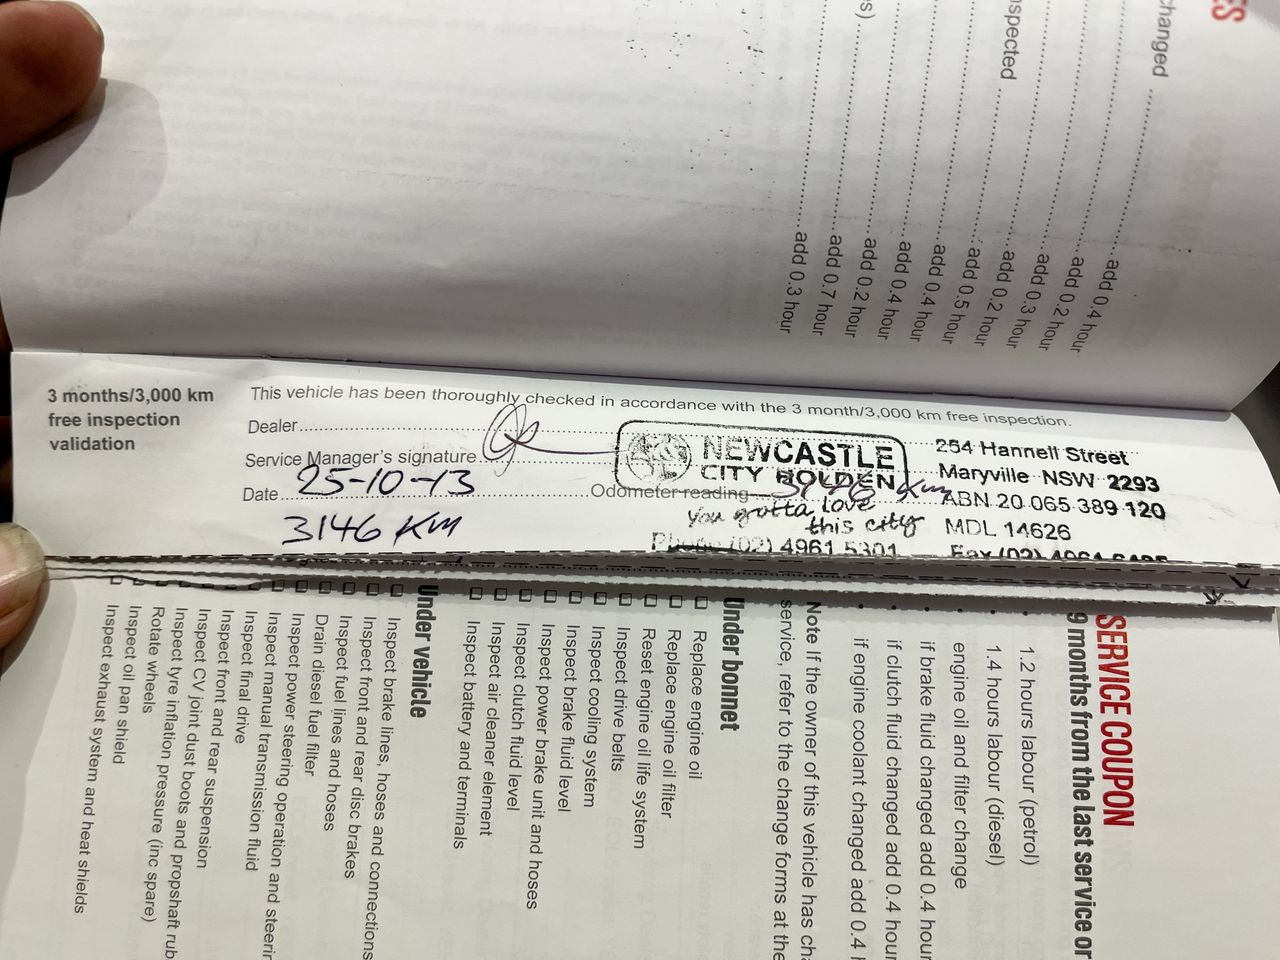 changed
inspected
add 0.4 hour
add 0.2 hour
add 0.3 hour
add 0.2 hour
add 0.5 hour
add 0.4 hour
add 0.4 hour
add 0.2 hour
add 0.7 hour
add 0.3 hour
3 months/3,000 km
free inspection
validation
This vehicle has been thoroughly checked in accordance with the 3 month/3,000 km free inspection.
Dealer
Service Manager's signature
Date 25-10-13
Odometer reading 3146 Km
3146 KM
NEWCASTLE
CITY HOLDEN
you gotta love
this city
Phone (02) 4961 5301
254 Hannell Street
Maryville NSW 2293
ABN 20 065 389 120
MDL 14626
Fax (02)
SERVICE COUPON
9 months from the last service or
1.2 hours labour (petrol)
1.4 hours labour (diesel)
engine oil and filter change
if brake fluid changed add 0.4 hour
if clutch fluid changed add 0.4 hour
if engine coolant changed add 0.4
Note If the owner of this vehicle has
service, refer to the change forms at the
Under bonnet
Replace engine oil
Replace engine oil filter
Reset engine oil life system
Inspect drive belts
Inspect cooling system
Inspect brake fluid level
Inspect power brake unit and hoses
Inspect clutch fluid level
Inspect air cleaner element
Inspect battery and terminals
Under vehicle
Inspect brake lines, hoses and connections
Inspect front and rear disc brakes
Inspect fuel lines and hoses
Drain diesel fuel filter
Inspect power steering operation and
Inspect manual transmission fluid
Inspect final drive
Inspect front and rear suspension
Inspect CV joint dust boots and propshaft
Inspect tyre inflation pressure (inc spare)
Rotate wheels
Inspect oil pan shield
Inspect exhaust system and heat shields